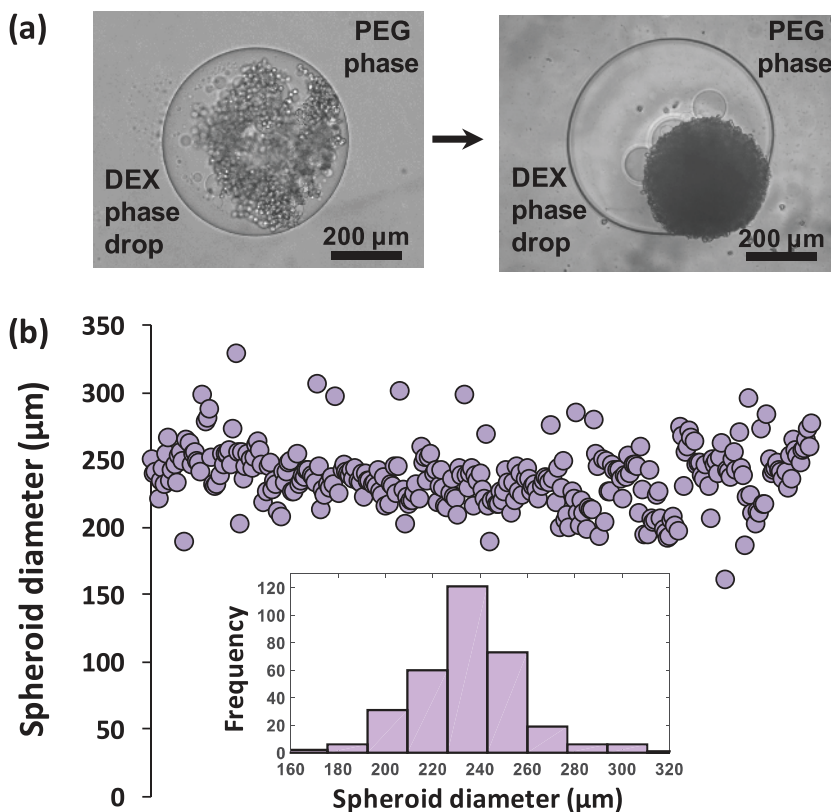 (a)
PEG
phase
DEX
phase
drop
200 µm
PEG
phase
DEX
phase
drop
200 µm
(b)
Spheroid diameter (µm)
350
300
250
200
150
100
50
0
Frequency
120
100
80
60
40
20
0
160 180 200 220 240 260 280 300 320
Spheroid diameter (µm)